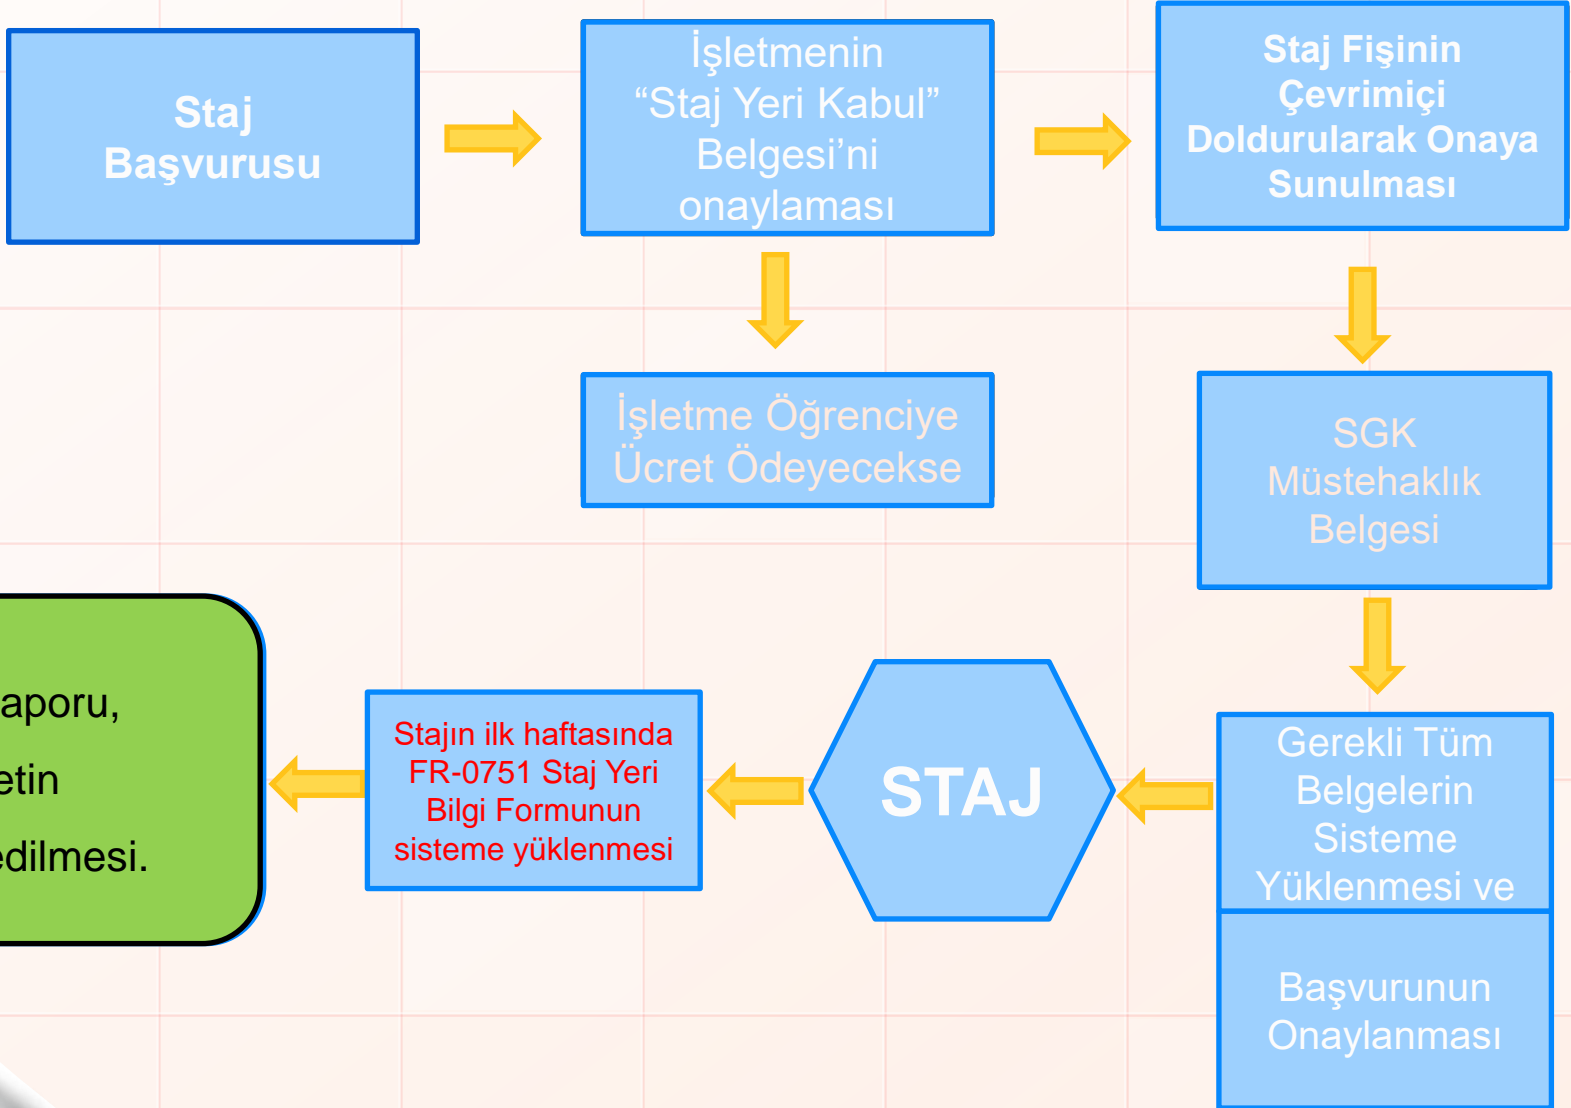 Staj
Başvurusu
İşletmenin
“Staj Yeri Kabul”
Belgesi’ni
onaylaması
Staj Fişinin
Çevrimiçi
Doldurularak Onaya
Sunulması
İşletme Öğrenciye
Ücret Ödeyecekse
SGK
Müstehaklık
Belgesi
Gerekli Tüm
Belgelerin
Sisteme
Yüklenmesi ve
Başvurunun
Onaylanması
STAJ
Stajın ilk haftasında
FR-0751 Staj Yeri
Bilgi Formunun
sisteme yüklenmesi
aporu,
etin
edilmesi.